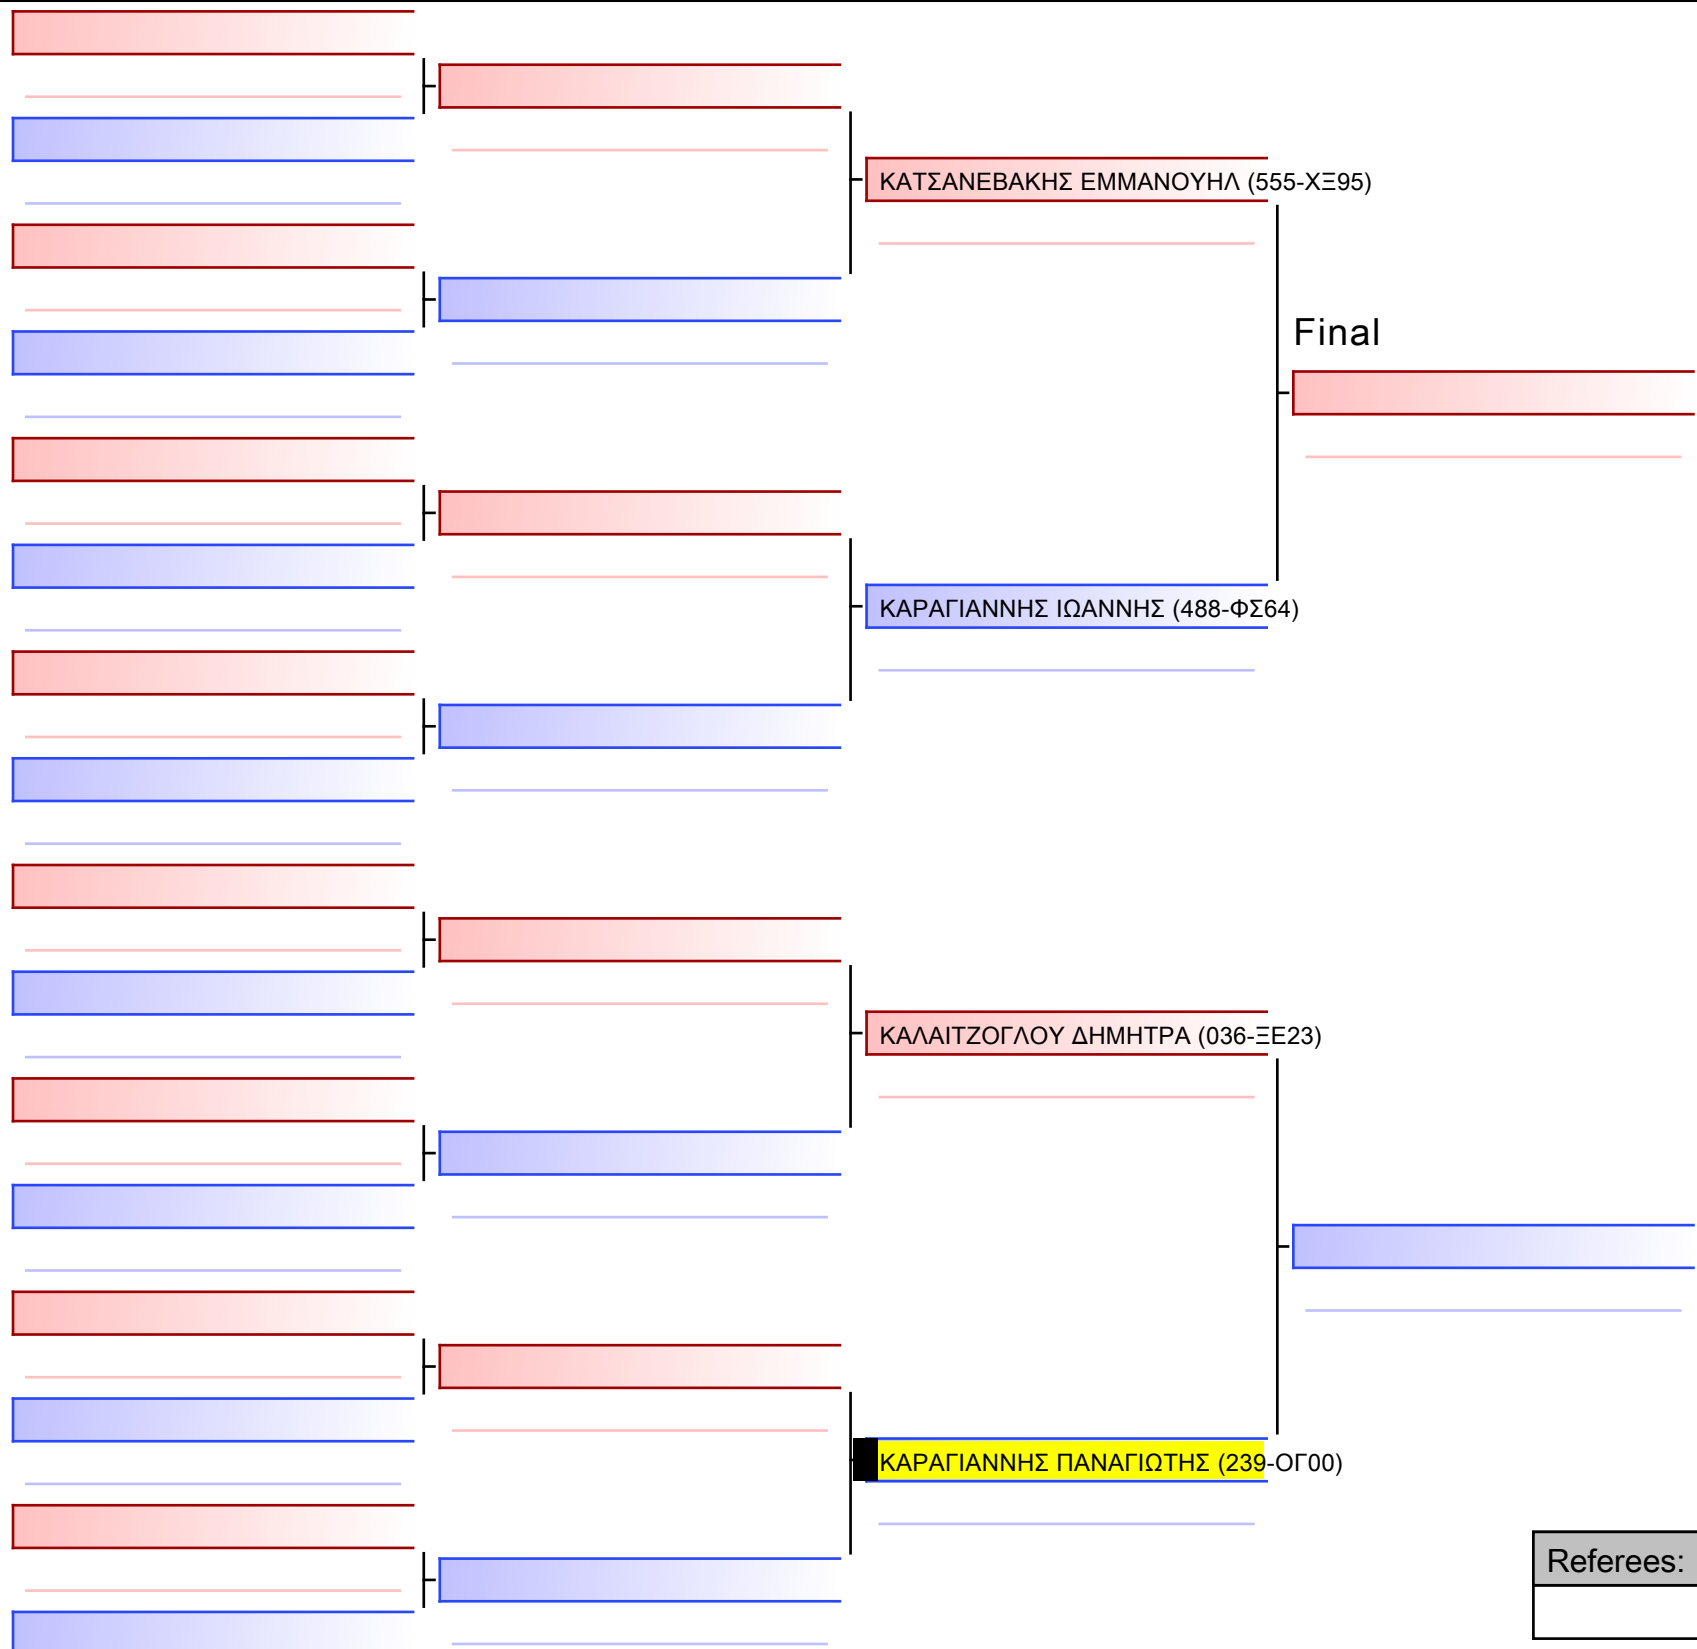 ΚΑΤΣΑΝΕΒΑΚΗΣ ΕΜΜΑΝΟΥΗΛ (555-ΧΞ95)
Final
ΚΑΡΑΓΙΑΝΝΗΣ ΙΩΑΝΝΗΣ (488-ΦΣ64)
ΚΑΛΑΙΤΖΟΓΛΟΥ ΔΗΜΗΤΡΑ (036-ΞΕ23)
ΚΑΡΑΓΙΑΝΝΗΣ ΠΑΝΑΓΙΩΤΗΣ (239-ΟΓ00)
Referees: